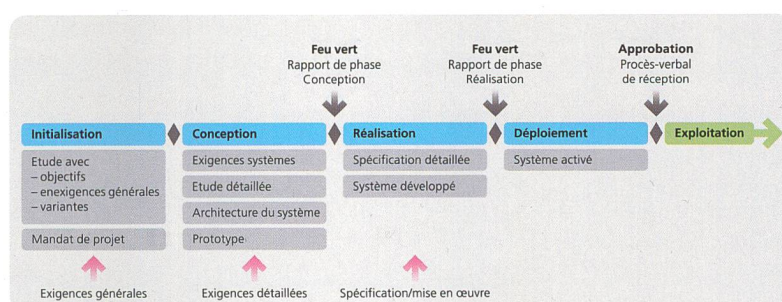 Feu vert
Rapport de phase
Conception
Feu vert
Rapport de phase
Réalisation
Approbation
Procès-verbal
de réception
Initialisation
Conception
Réalisation
Déploiement
Exploitation
Etude avec
– objectifs
– enexigences générales
– variantes
Mandat de projet
Exigences systèmes
Etude détaillée
Architecture du système
Prototype
Spécification détaillée
Système développé
Système activé
Exigences générales
Exigences détaillées
Spécification/mise en œuvre